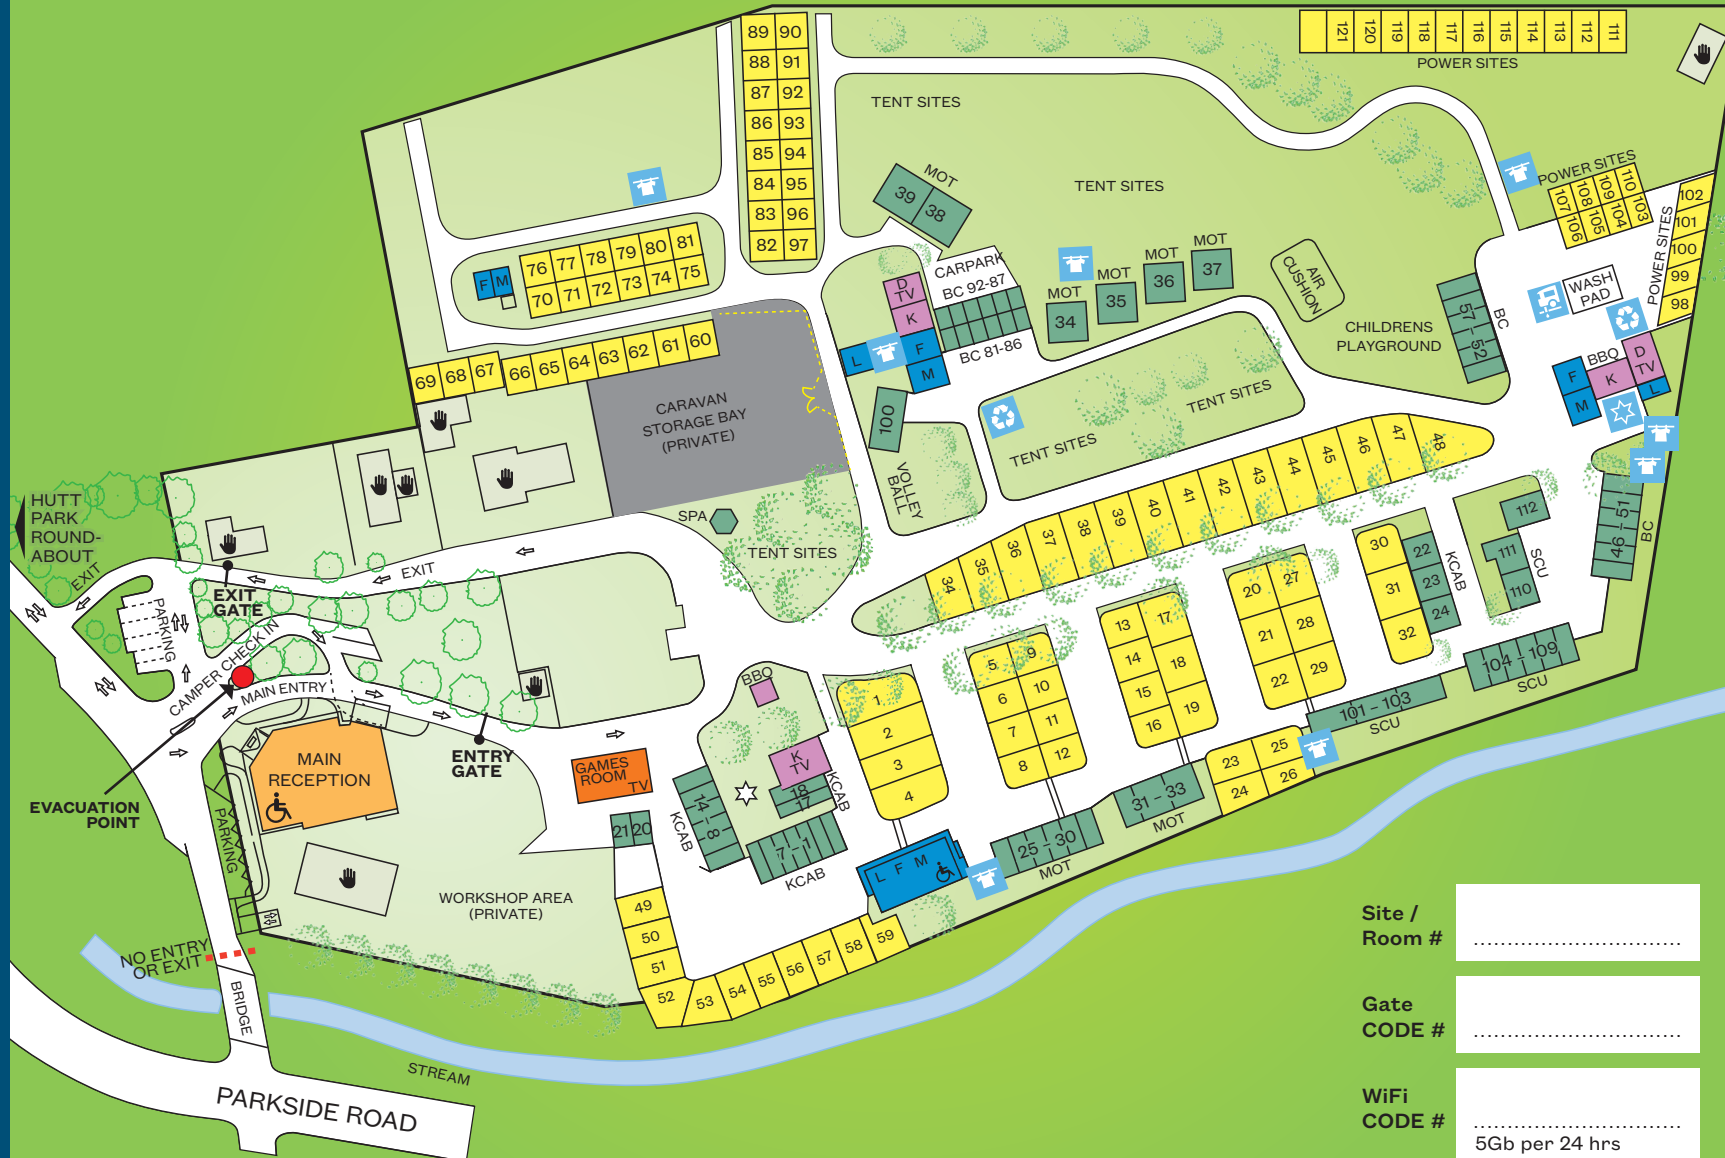 89 90
88 91
87 92
86 93
85 94
84 95
83 96
82 97
121 120 119 118 117 116 115 114 113 112 111
POWER SITES
TENT SITES
TENT SITES
MOT
39 38
POWER SITES
107 108 109 110
106 105 104 103
POWER SITES
102
101
100
99
98
76 77 78 79 80 81
70 71 72 73 74 75
F M
69 68 67 66 65 64 63 62 61 60
CARAVAN
STORAGE BAY
(PRIVATE)
D
TV
K
L
F
M
CARPARK
BC 92-87
BC 81-86
MOT
34
MOT
35
MOT
36
MOT
37
AIR
CUSHION
CHILDRENS
PLAYGROUND
57 - 52
BC
WASH
PAD
BBQ
F
M
K
D
TV
L
100
VOLLEY
BALL
TENT SITES
TENT SITES
34 35 36 37 38 39 40 41 42 43 44 45 46 47 48
46 - 51
BC
SPA
TENT SITES
HUTT
PARK
ROUND-
ABOUT
EXIT
EXIT
EXIT
GATE
PARKING
CAMPER CHECK IN
MAIN ENTRY
ENTRY
GATE
EVACUATION
POINT
MAIN
RECEPTION
PARKING
GAMES
ROOM
TV
21 20
BBQ
K
TV
18
17
KCAB
14 - 8
KCAB
7 - 1
KCAB
1
2
3
4
5 9
6 10
7 11
8 12
13 17
14 18
15 19
16
20 27
21 28
22 29
30
31
32
22
23
24
KCAB
112
111
110
SCU
104 - 109
SCU
101 - 103
SCU
23 25
24 26
31 - 33
MOT
25 - 30
MOT
L F M
WORKSHOP AREA
(PRIVATE)
49
50
51
52 53 54 55 56 57 58 59
NO ENTRY
OR EXIT
BRIDGE
STREAM
PARKSIDE ROAD
Site /
Room # ..............................
Gate
CODE # ..............................
WiFi
CODE # ..............................
5Gb per 24 hrs